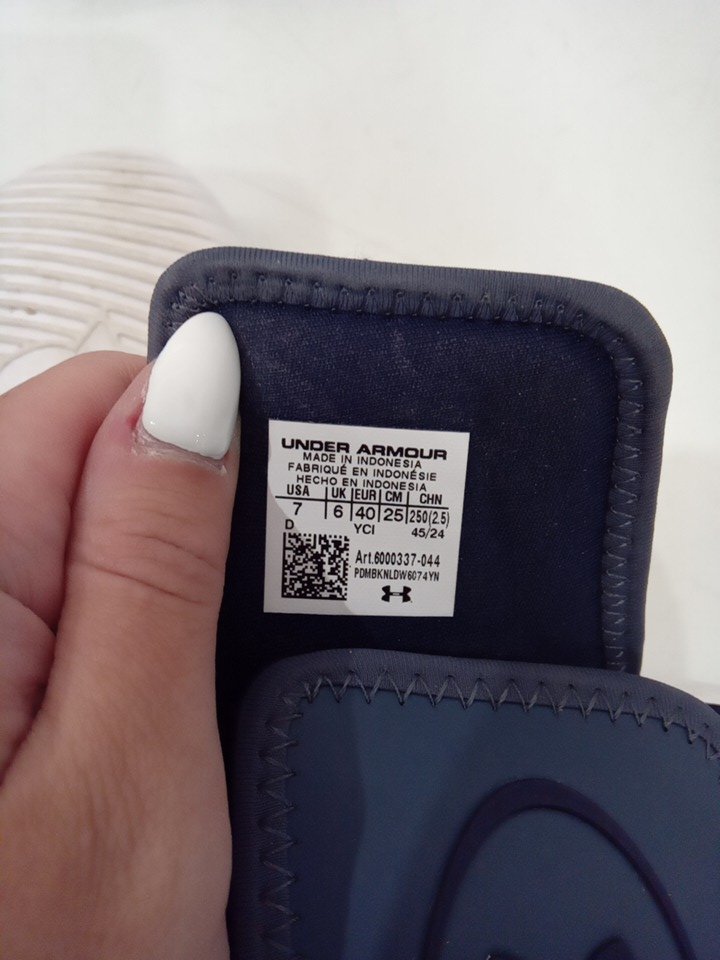 UNDER ARMOUR
MADE IN INDONESIA
FABRIQUÉ EN INDONÉSIE
HECHO EN INDONESIA
USA UK EUR CM CHN
7 6 40 25 250(2.5)
D YCI 45/24
Art.6000337-044
PDMBKNLDW6074YN